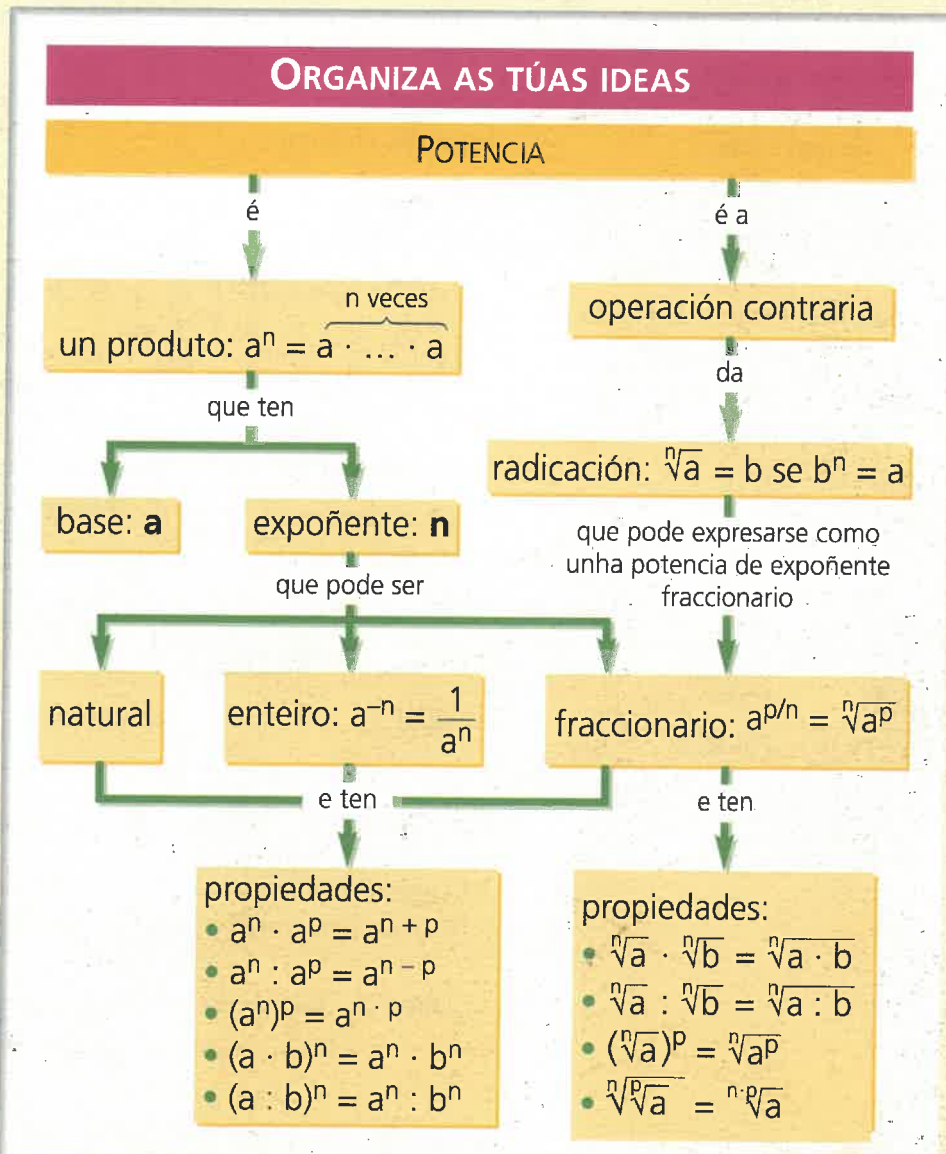 ORGANIZA AS TÚAS IDEAS
POTENCIA
é
n veces
un produto: aⁿ = a · ... · a
que ten
base: a
expoñente: n
que pode ser
é a
operación contraria
da
radicación: ⁿ√a = b se bⁿ = a
que pode expresarse como
unha potencia de expoñente
fraccionario
natural
enteiro: a⁻ⁿ = 1/aⁿ
fraccionario: a^(p/n) = ⁿ√(aᵖ)
e ten
propiedades:
• aⁿ · aᵖ = aⁿ ⁺ ᵖ
• aⁿ : aᵖ = aⁿ ⁻ ᵖ
• (aⁿ)ᵖ = a^(n · p)
• (a · b)ⁿ = aⁿ · bⁿ
• (a : b)ⁿ = aⁿ : bⁿ
e ten
propiedades:
• ⁿ√a · ⁿ√b = ⁿ√(a · b)
• ⁿ√a : ⁿ√b = ⁿ√(a : b)
• (ⁿ√a)ᵖ = ⁿ√(aᵖ)
• ⁿ√(ᵖ√a) = ⁿ·ᵖ√a